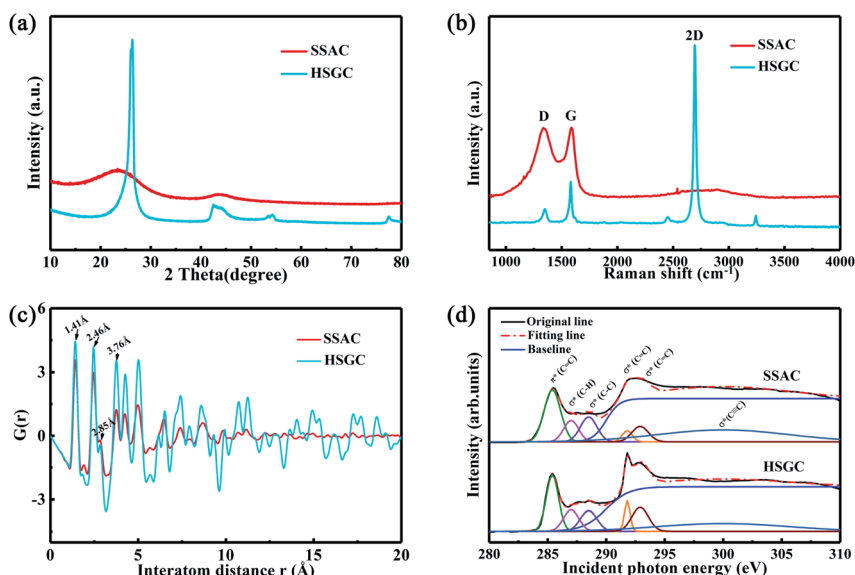 (a)
SSAC
HSGC
Intensity (a.u.)
10 20 30 40 50 60 70 80
2 Theta(degree)
(b)
2D
SSAC
HSGC
D G
Intensity (a.u.)
1000 1500 2000 2500 3000 3500 4000
Raman shift (cm⁻¹)
(c)
6
3
0
-3
1.41Å
2.46Å
3.76Å
2.85Å
SSAC
HSGC
G(r)
0 5 10 15 20
Interatom distance r (Å)
(d)
Original line
Fitting line
Baseline
π* (C=C)
σ* (C-H)
σ* (C-C)
σ* (C=C)
σ* (C=C)
SSAC
σ*(C≡C)
HSGC
Intensity (arb.units)
280 285 290 295 300 305 310
Incident photon energy (eV)